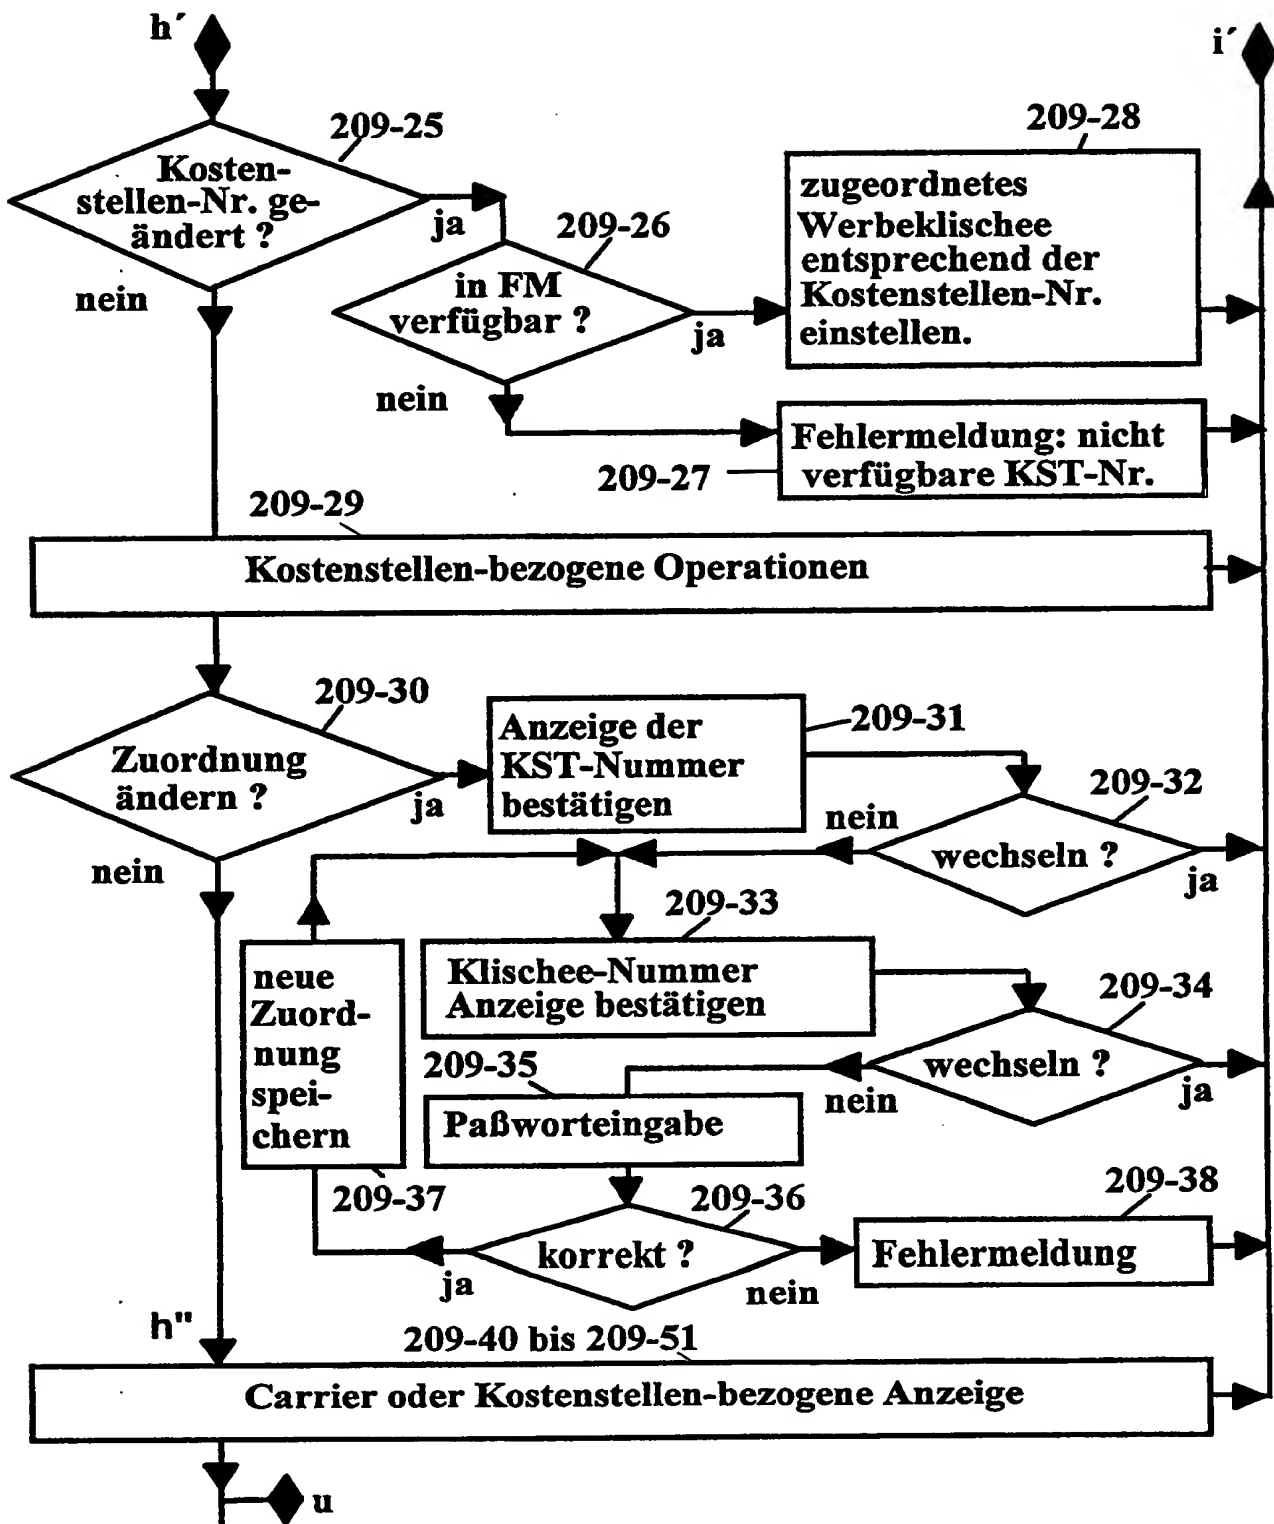 h´
i´
209-25
209-28
Kosten-
stellen-Nr. ge-
ändert ?
ja
nein
209-26
in FM
verfügbar ?
ja
nein
zugeordnetes
Werbeklischee
entsprechend der
Kostenstellen-Nr.
einstellen.
Fehlermeldung: nicht
verfügbare KST-Nr.
209-27
209-29
Kostenstellen-bezogene Operationen
209-30
Zuordnung
ändern ?
ja
nein
Anzeige der
KST-Nummer
bestätigen
209-31
209-32
wechseln ?
nein
ja
209-33
Klischee-Nummer
Anzeige bestätigen
209-34
wechseln ?
nein
ja
209-35
Paßworteingabe
neue
Zuord-
nung
spei-
chern
209-37
209-36
korrekt ?
ja
nein
209-38
Fehlermeldung
h"
209-40 bis 209-51
Carrier oder Kostenstellen-bezogene Anzeige
u